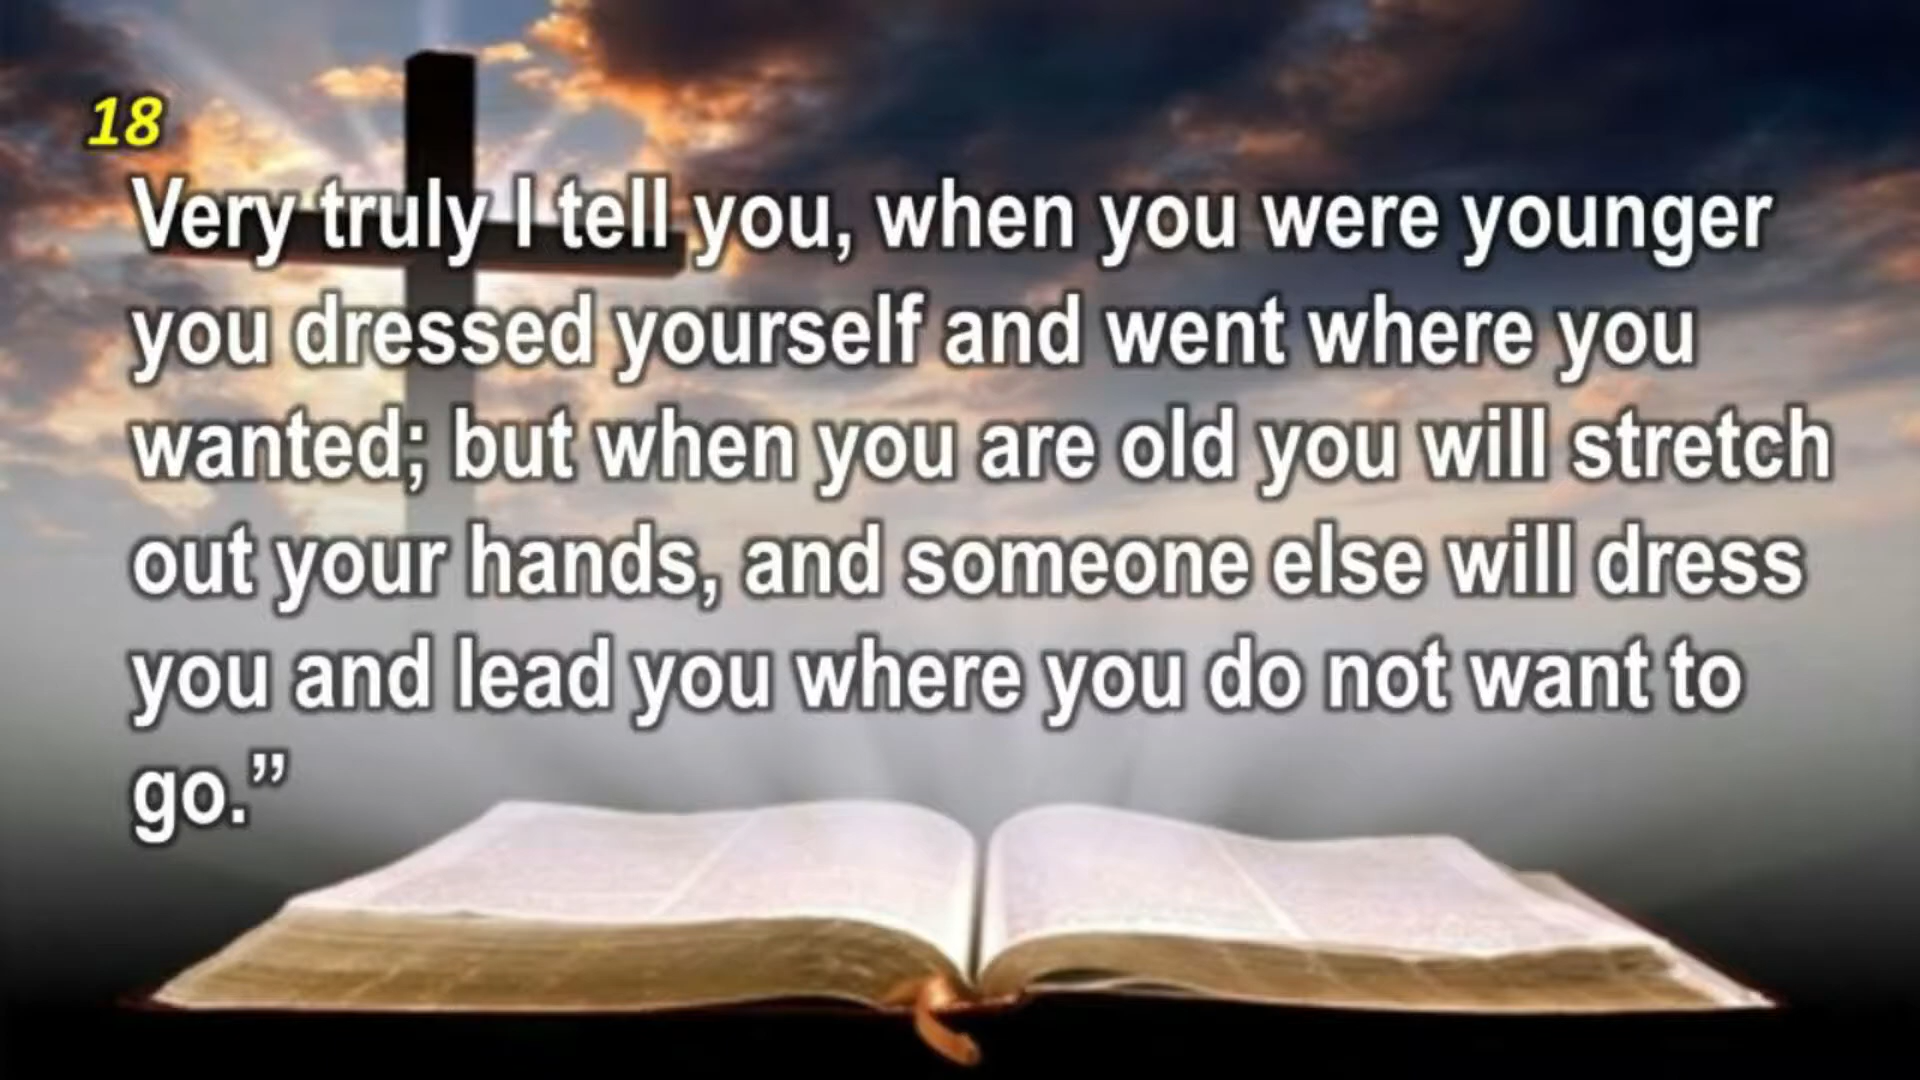 18
Very truly I tell you, when you were younger
you dressed yourself and went where you
wanted; but when you are old you will stretch
out your hands, and someone else will dress
you and lead you where you do not want to
go.”